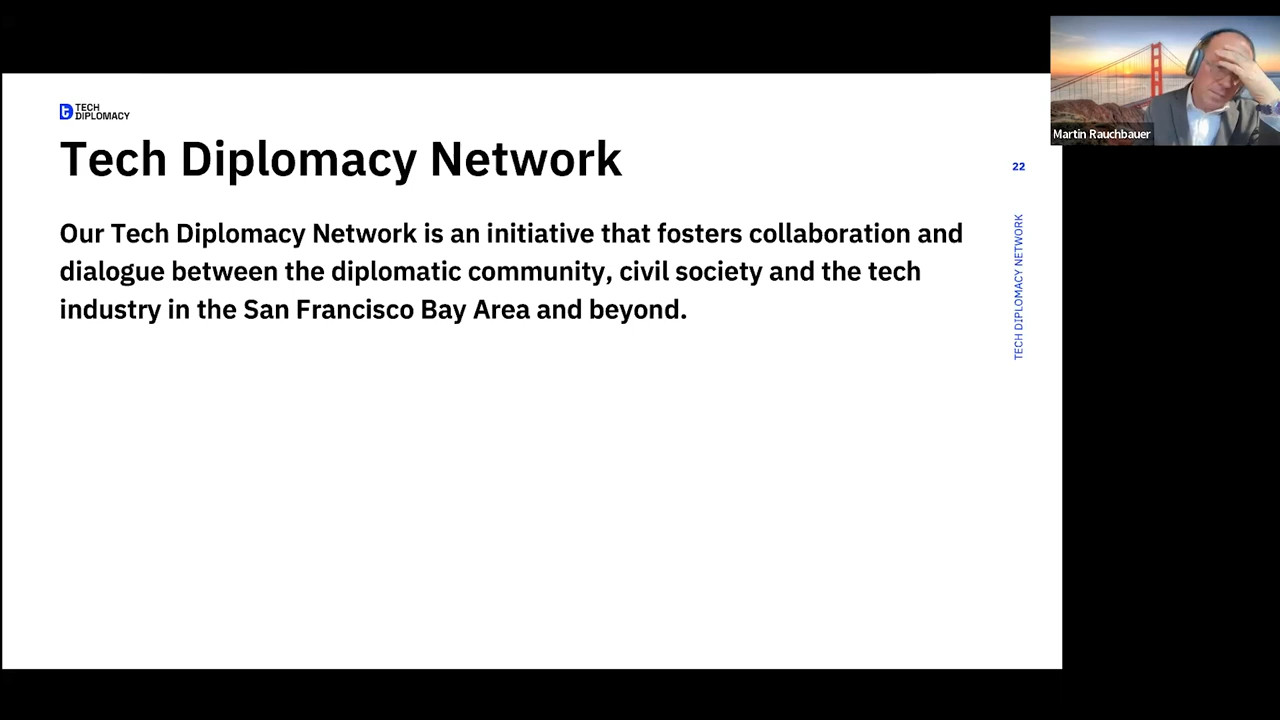 TECH
DIPLOMACY
Tech Diplomacy Network
Our Tech Diplomacy Network is an initiative that fosters collaboration and
dialogue between the diplomatic community, civil society and the tech
industry in the San Francisco Bay Area and beyond.
22
TECH DIPLOMACY NETWORK
Martin Rauchbauer